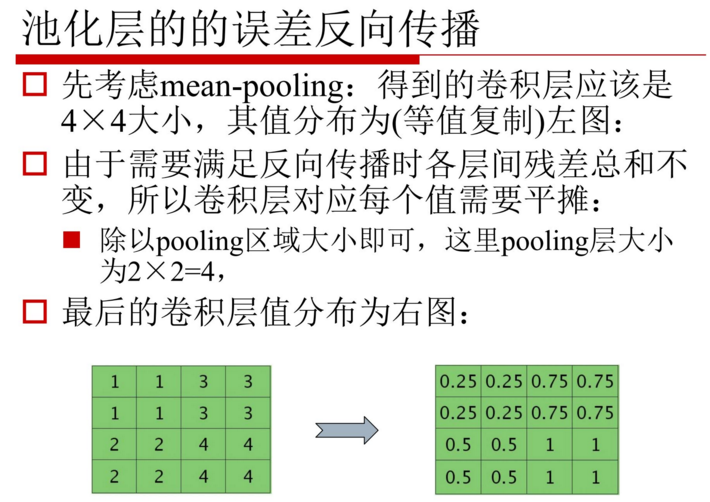 池化层的的误差反向传播
先考虑mean-pooling：得到的卷积层应该是
4×4大小，其值分布为(等值复制)左图：
由于需要满足反向传播时各层间残差总和不
变，所以卷积层对应每个值需要平摊：
除以pooling区域大小即可，这里pooling层大小
为2×2=4，
最后的卷积层值分布为右图：
1 1 3 3
1 1 3 3
2 2 4 4
2 2 4 4
0.25 0.25 0.75 0.75
0.25 0.25 0.75 0.75
0.5 0.5 1 1
0.5 0.5 1 1